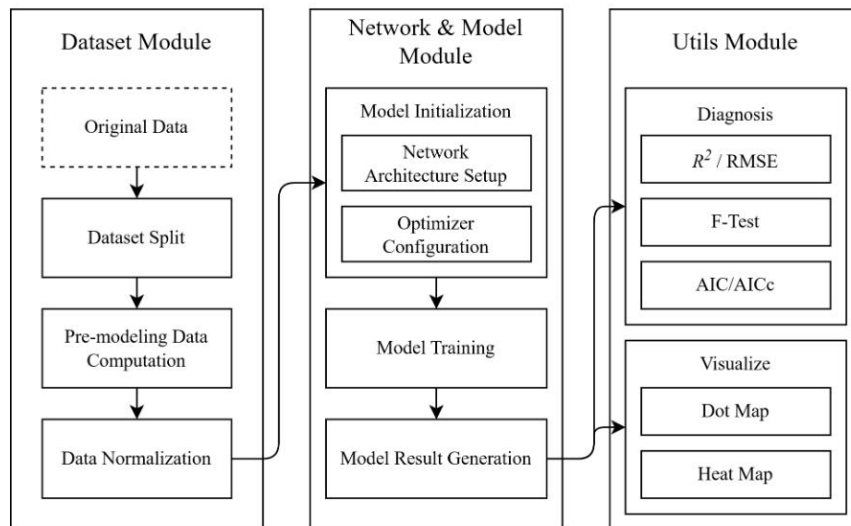 Dataset Module
Original Data
Dataset Split
Pre-modeling Data
Computation
Data Normalization
Network & Model
Module
Model Initialization
Network
Architecture Setup
Optimizer
Configuration
Model Training
Model Result Generation
Utils Module
Diagnosis
R² / RMSE
F-Test
AIC/AICc
Visualize
Dot Map
Heat Map